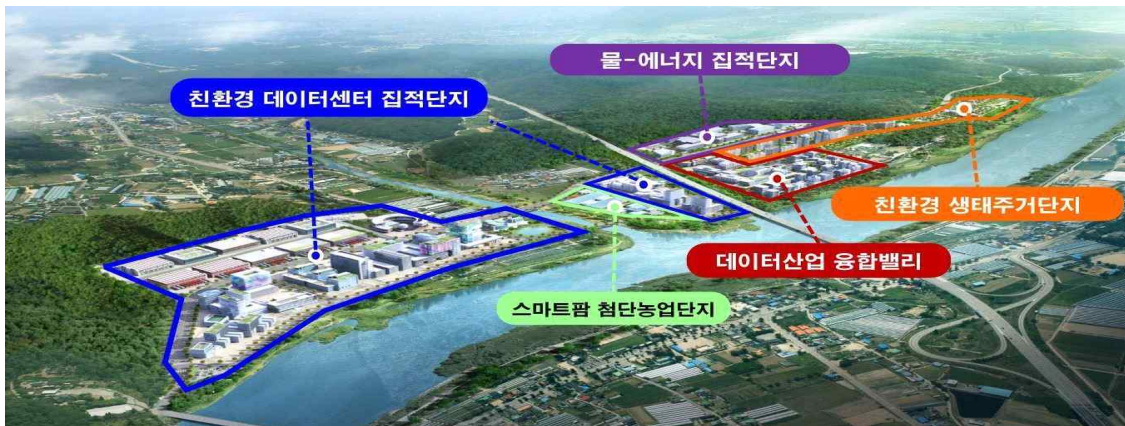 물-에너지 집적단지
친환경 데이터센터 집적단지
친환경 생태주거단지
데이터산업 융합밸리
스마트팜 첨단농업단지